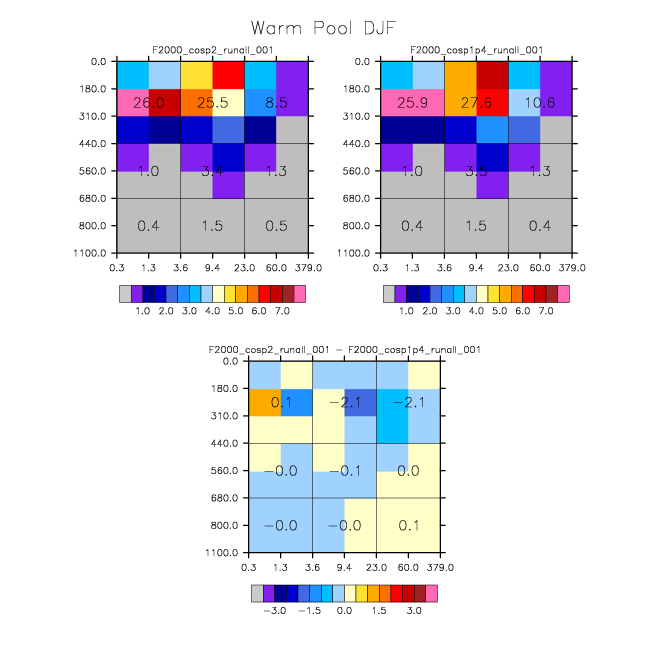 Warm Pool DJF
F2000_cosp2_runall_001
0.0
180.0
310.0
440.0
560.0
680.0
800.0
1100.0
26.0 25.5 8.5
1.0 3.4 1.3
0.4 1.5 0.5
0.3 1.3 3.6 9.4 23.0 60.0 379.0
1.0 2.0 3.0 4.0 5.0 6.0 7.0
F2000_cosp1p4_runall_001
0.0
180.0
310.0
440.0
560.0
680.0
800.0
1100.0
25.9 27.6 10.6
1.0 3.5 1.3
0.4 1.5 0.4
0.3 1.3 3.6 9.4 23.0 60.0 379.0
1.0 2.0 3.0 4.0 5.0 6.0 7.0
F2000_cosp2_runall_001 − F2000_cosp1p4_runall_001
0.0
180.0
310.0
440.0
560.0
680.0
800.0
1100.0
0.1 −2.1 −2.1
−0.0 −0.1 0.0
−0.0 −0.0 0.1
0.3 1.3 3.6 9.4 23.0 60.0 379.0
−3.0 −1.5 0.0 1.5 3.0